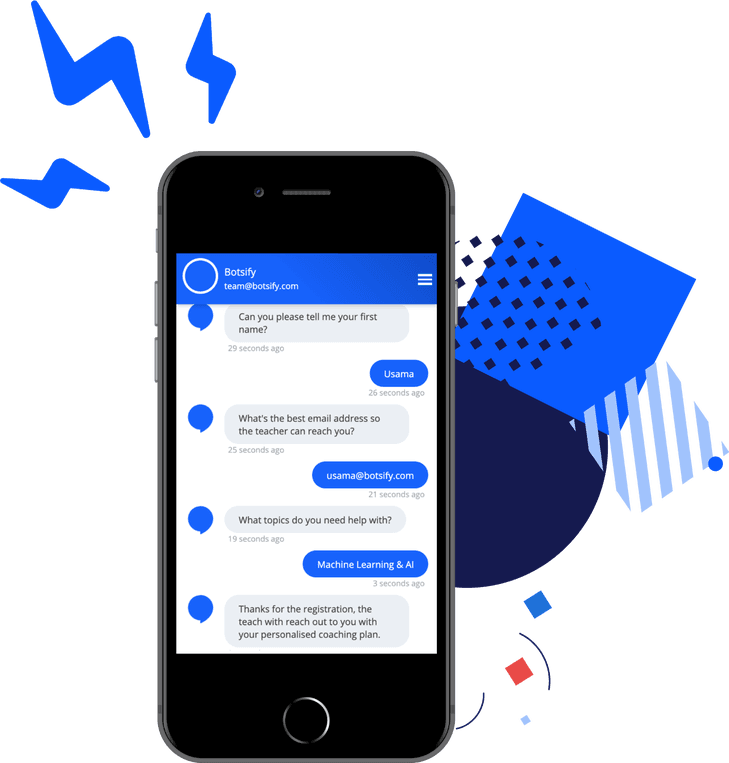 Botsify
team@botsify.com
Can you please tell me your first
name?
29 seconds ago
Usama
26 seconds ago
What's the best email address so
the teacher can reach you?
25 seconds ago
usama@botsify.com
21 seconds ago
What topics do you need help with?
19 seconds ago
Machine Learning & AI
3 seconds ago
Thanks for the registration, the
teach with reach out to you with
your personalised coaching plan.